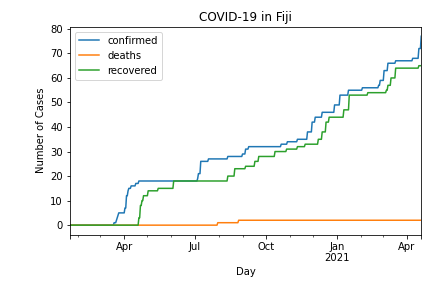 COVID-19 in Fiji
confirmed
deaths
recovered
Number of Cases
80
70
60
50
40
30
20
10
0
Apr
Jul
Oct
Jan
2021
Apr
Day